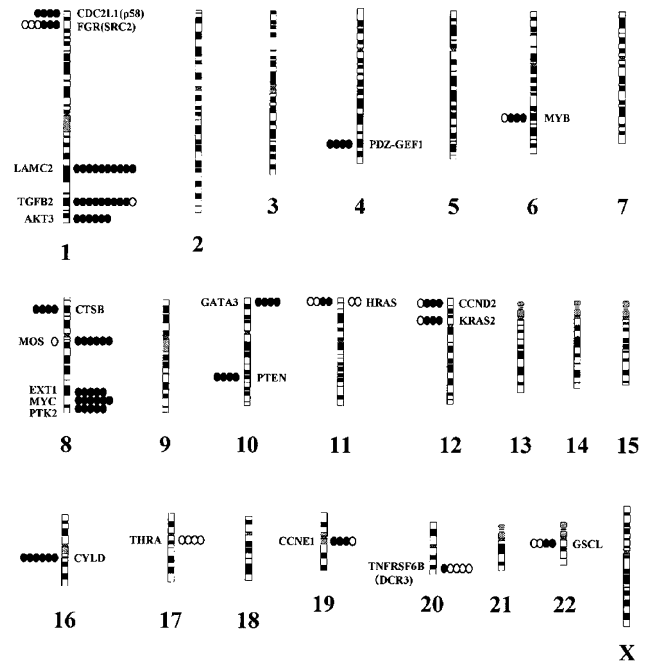 CDC2L1(p58)
FGR(SRC2)
LAMC2
TGFB2
AKT3
PDZ-GEF1
MYB
1
2
3
4
5
6
7
CTSB
MOS
EXT1
MYC
PTK2
GATA3
PTEN
HRAS
CCND2
KRAS2
8
9
10
11
12
13
14
15
CYLD
THRA
CCNE1
TNFRSF6B
(DCR3)
GSCL
16
17
18
19
20
21
22
X